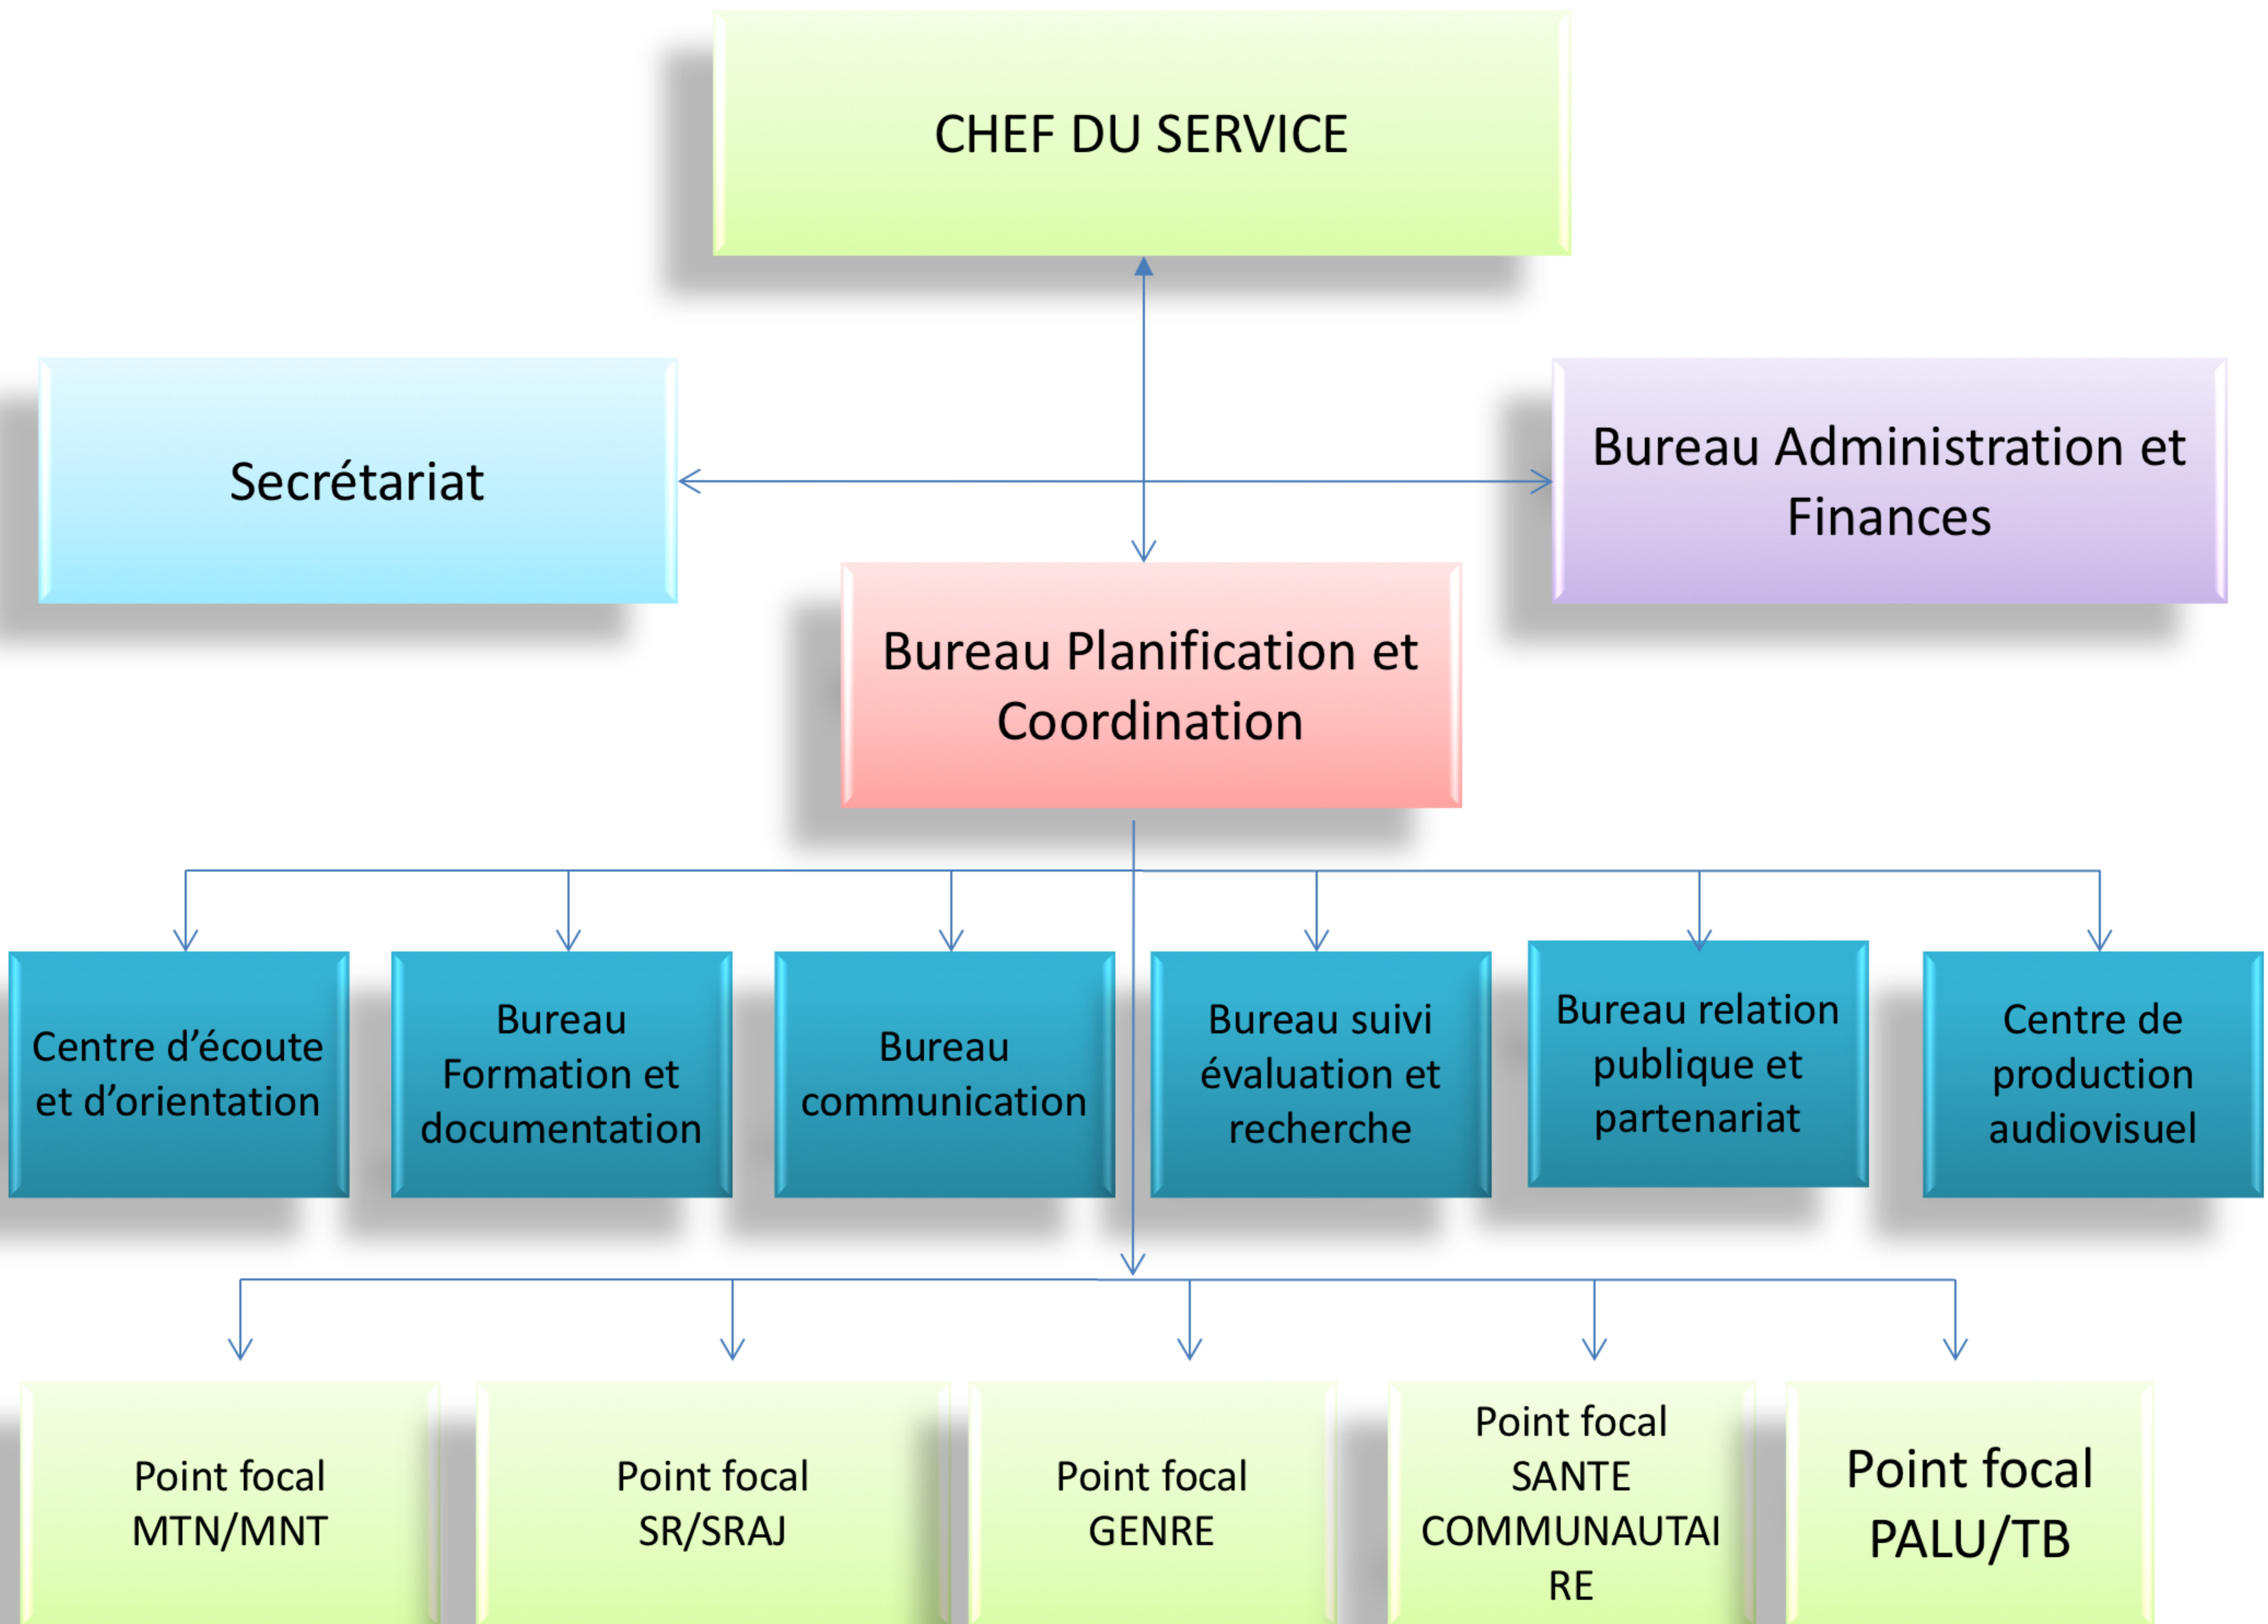 CHEF DU SERVICE
Secrétariat
Bureau Administration et
Finances
Bureau Planification et
Coordination
Centre d’écoute
et d’orientation
Bureau
Formation et
documentation
Bureau
communication
Bureau suivi
évaluation et
recherche
Bureau relation
publique et
partenariat
Centre de
production
audiovisuel
Point focal
MTN/MNT
Point focal
SR/SRAJ
Point focal
GENRE
Point focal
SANTE
COMMUNAUTAI
RE
Point focal
PALU/TB